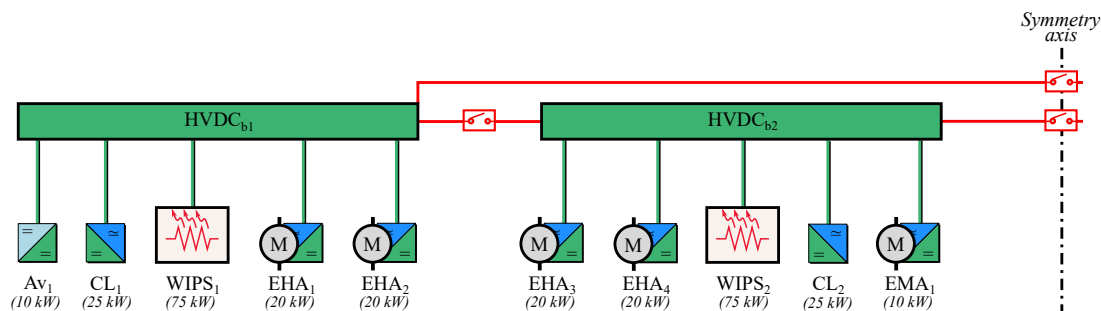 Symmetry
axis
HVDC_b1
HVDC_b2
M
M
M
M
M
Av_1
(10 kW)
CL_1
(25 kW)
WIPS_1
(75 kW)
EHA_1
(20 kW)
EHA_2
(20 kW)
EHA_3
(20 kW)
EHA_4
(20 kW)
WIPS_2
(75 kW)
CL_2
(25 kW)
EMA_1
(10 kW)